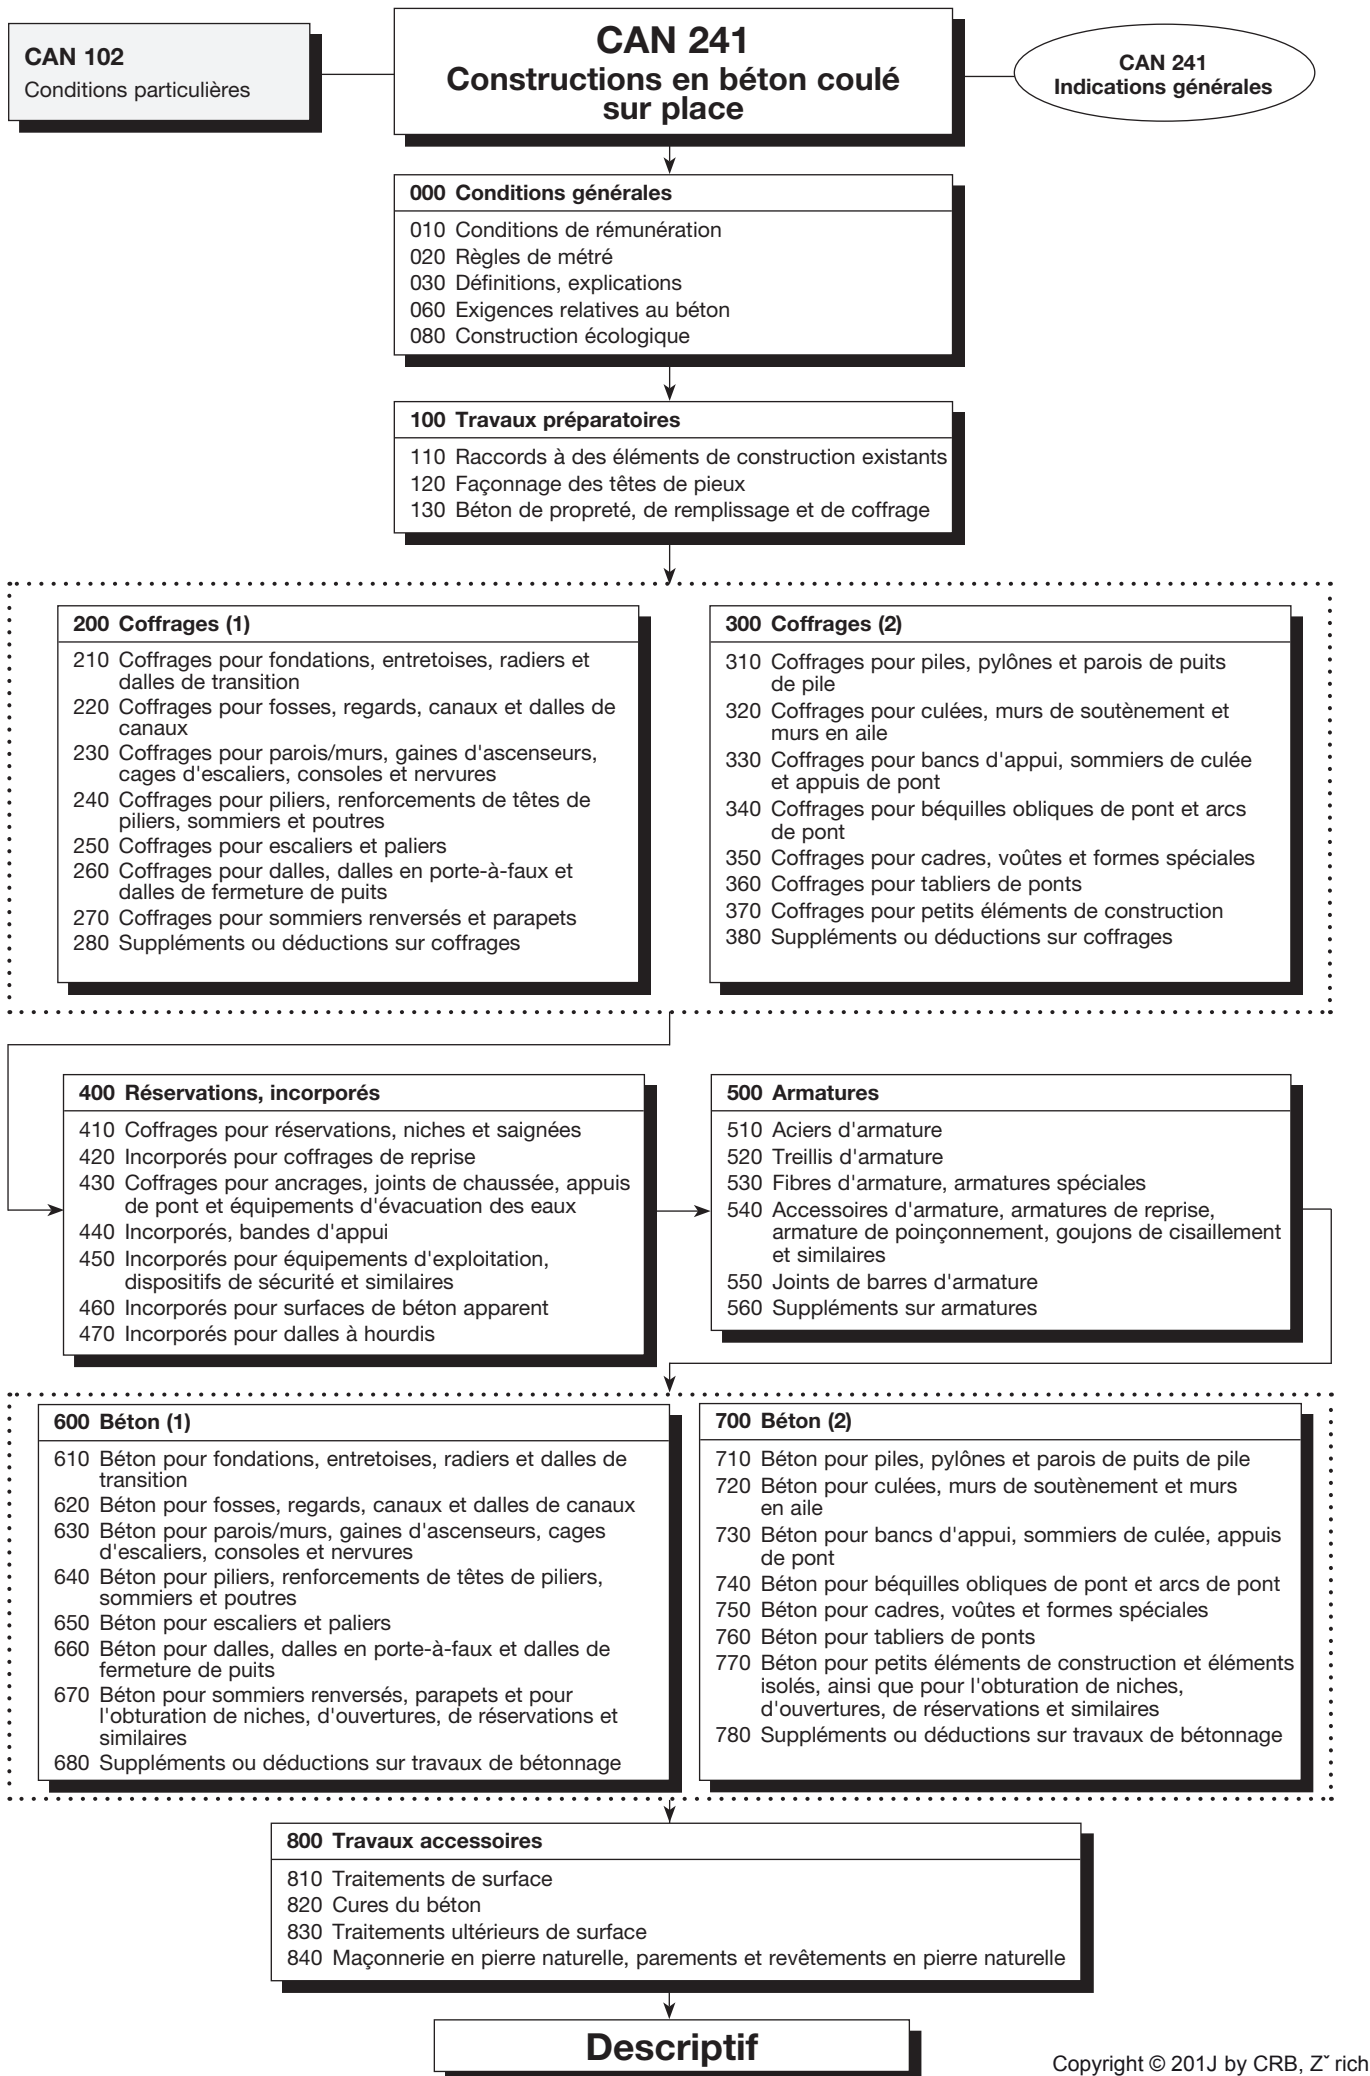 CAN 102
Conditions particulières
CAN 241
Constructions en béton coulé
sur place
CAN 241
Indications générales
000 Conditions générales
010 Conditions de rémunération
020 Règles de métré
030 Définitions, explications
060 Exigences relatives au béton
080 Construction écologique
100 Travaux préparatoires
110 Raccords à des éléments de construction existants
120 Façonnage des têtes de pieux
130 Béton de propreté, de remplissage et de coffrage
200 Coffrages (1)
210 Coffrages pour fondations, entretoises, radiers et
dalles de transition
220 Coffrages pour fosses, regards, canaux et dalles de
canaux
230 Coffrages pour parois/murs, gaines d'ascenseurs,
cages d'escaliers, consoles et nervures
240 Coffrages pour piliers, renforcements de têtes de
piliers, sommiers et poutres
250 Coffrages pour escaliers et paliers
260 Coffrages pour dalles, dalles en porte-à-faux et
dalles de fermeture de puits
270 Coffrages pour sommiers renversés et parapets
280 Suppléments ou déductions sur coffrages
300 Coffrages (2)
310 Coffrages pour piles, pylônes et parois de puits
de pile
320 Coffrages pour culées, murs de soutènement et
murs en aile
330 Coffrages pour bancs d'appui, sommiers de culée
et appuis de pont
340 Coffrages pour béquilles obliques de pont et arcs
de pont
350 Coffrages pour cadres, voûtes et formes spéciales
360 Coffrages pour tabliers de ponts
370 Coffrages pour petits éléments de construction
380 Suppléments ou déductions sur coffrages
400 Réservations, incorporés
410 Coffrages pour réservations, niches et saignées
420 Incorporés pour coffrages de reprise
430 Coffrages pour ancrages, joints de chaussée, appuis
de pont et équipements d'évacuation des eaux
440 Incorporés, bandes d'appui
450 Incorporés pour équipements d'exploitation,
dispositifs de sécurité et similaires
460 Incorporés pour surfaces de béton apparent
470 Incorporés pour dalles à hourdis
500 Armatures
510 Aciers d'armature
520 Treillis d'armature
530 Fibres d'armature, armatures spéciales
540 Accessoires d'armature, armatures de reprise,
armature de poinçonnement, goujons de cisaillement
et similaires
550 Joints de barres d'armature
560 Suppléments sur armatures
600 Béton (1)
610 Béton pour fondations, entretoises, radiers et dalles de
transition
620 Béton pour fosses, regards, canaux et dalles de canaux
630 Béton pour parois/murs, gaines d'ascenseurs, cages
d'escaliers, consoles et nervures
640 Béton pour piliers, renforcements de têtes de piliers,
sommiers et poutres
650 Béton pour escaliers et paliers
660 Béton pour dalles, dalles en porte-à-faux et dalles de
fermeture de puits
670 Béton pour sommiers renversés, parapets et pour
l'obturation de niches, d'ouvertures, de réservations et
similaires
680 Suppléments ou déductions sur travaux de bétonnage
700 Béton (2)
710 Béton pour piles, pylônes et parois de puits de pile
720 Béton pour culées, murs de soutènement et murs
en aile
730 Béton pour bancs d'appui, sommiers de culée, appuis
de pont
740 Béton pour béquilles obliques de pont et arcs de pont
750 Béton pour cadres, voûtes et formes spéciales
760 Béton pour tabliers de ponts
770 Béton pour petits éléments de construction et éléments
isolés, ainsi que pour l'obturation de niches,
d'ouvertures, de réservations et similaires
780 Suppléments ou déductions sur travaux de bétonnage
800 Travaux accessoires
810 Traitements de surface
820 Cures du béton
830 Traitements ultérieurs de surface
840 Maçonnerie en pierre naturelle, parements et revêtements en pierre naturelle
Descriptif
Copyright © 201J by CRB, Zˇ rich